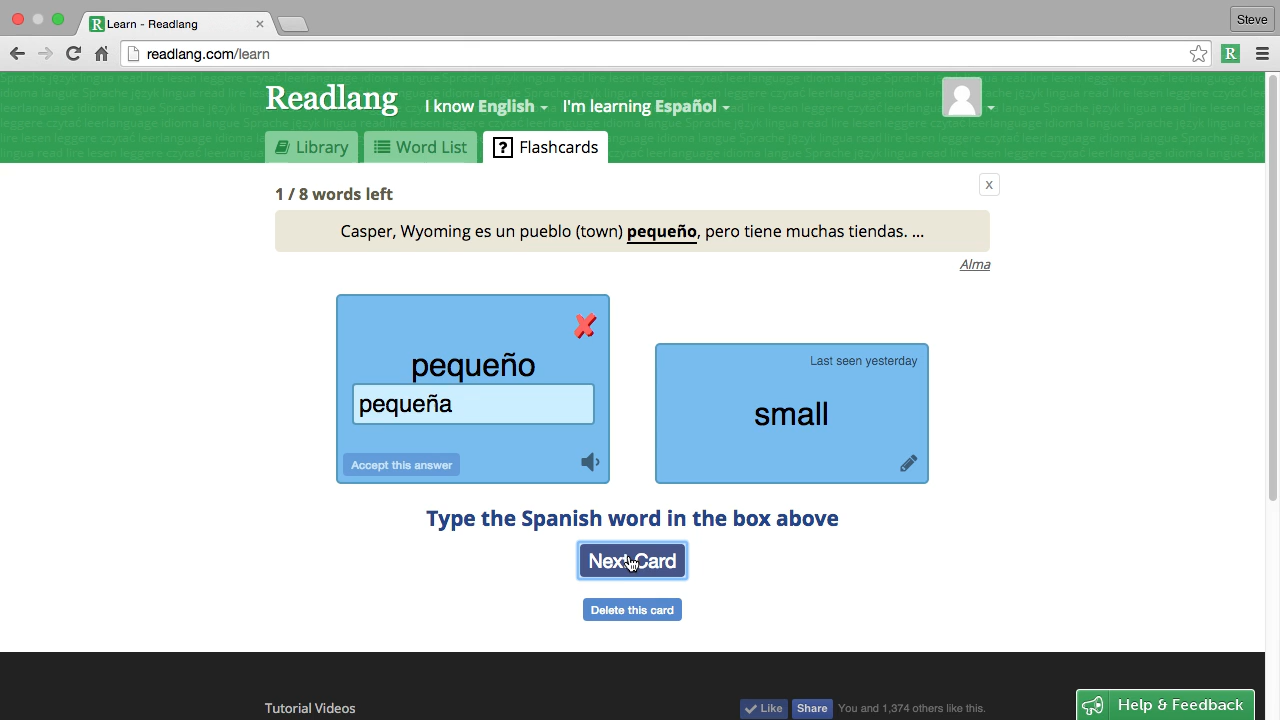 Learn - Readlang
Steve
readlang.com/learn
R
Readlang
I know English
I'm learning Español
Library
Word List
? Flashcards
1 / 8 words left
x
Casper, Wyoming es un pueblo (town) pequeño, pero tiene muchas tiendas. ...
Alma
pequeño
pequeña
Accept this answer
Last seen yesterday
small
Type the Spanish word in the box above
Next Card
Delete this card
Tutorial Videos
Like
Share
You and 1,374 others like this.
Help & Feedback